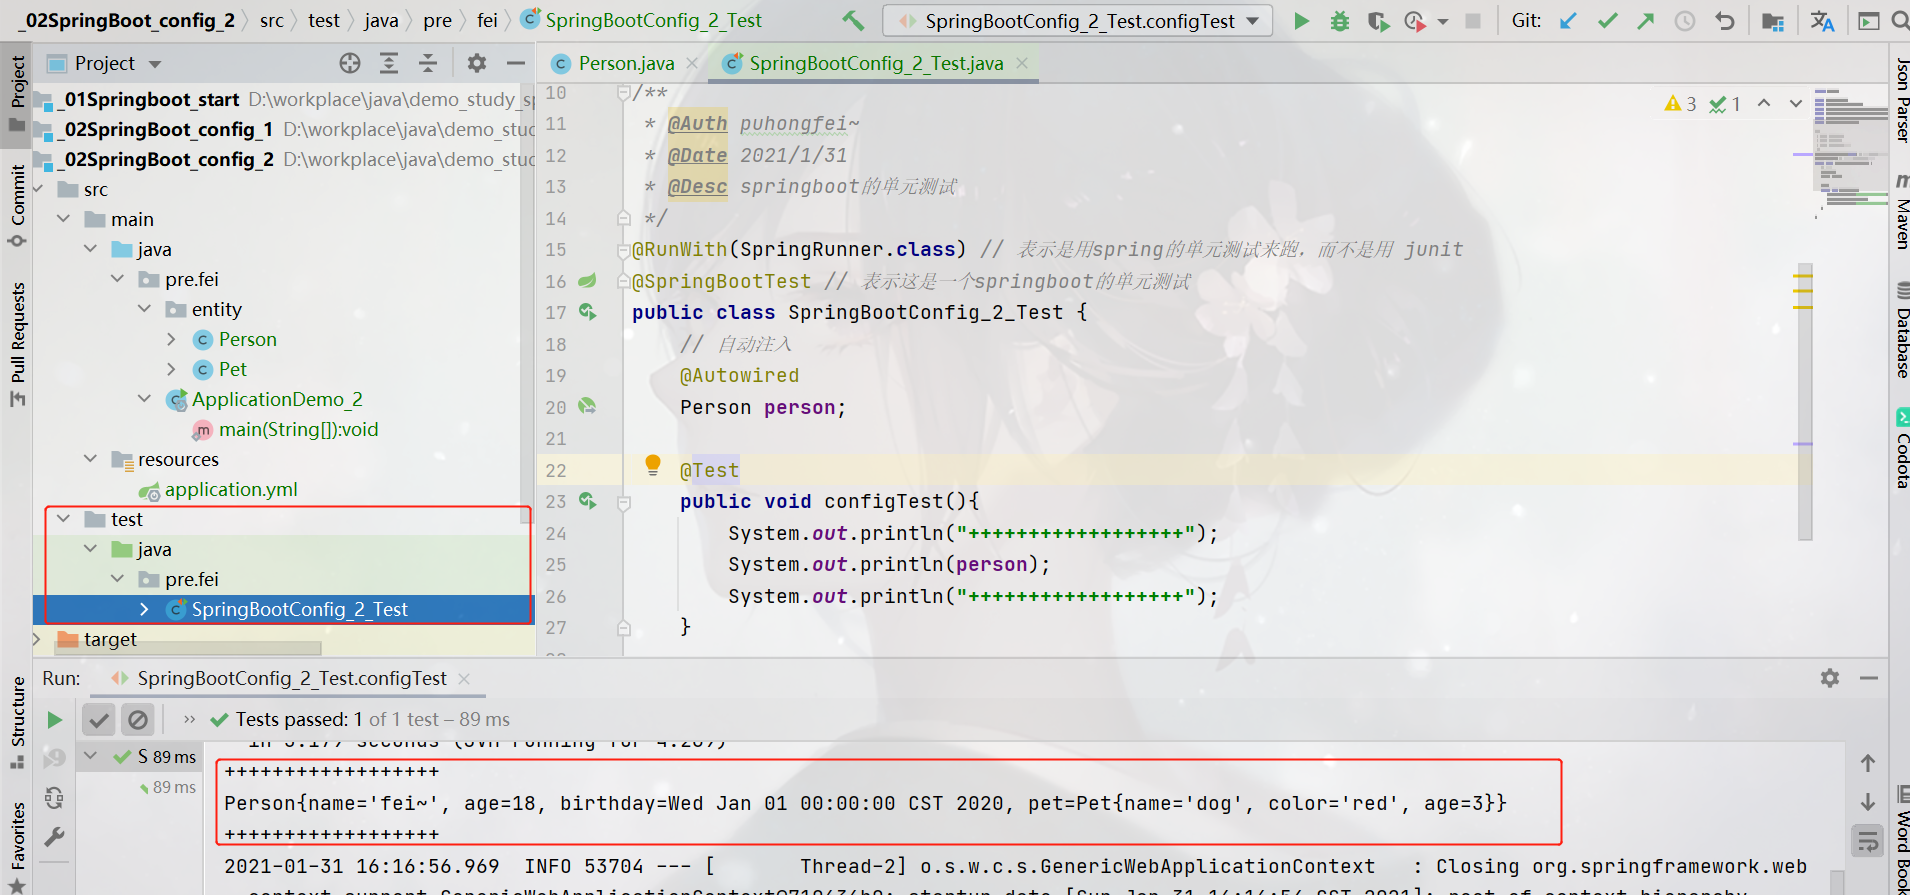 _02SpringBoot_config_2 〉 src 〉 test 〉 java 〉 pre 〉 fei 〉 SpringBootConfig_2_Test
SpringBootConfig_2_Test.configTest
Git:
Project
Person.java
SpringBootConfig_2_Test.java
_01Springboot_start D:\workplace\java\demo_study_s
_02SpringBoot_config_1 D:\workplace\java\demo_stu
_02SpringBoot_config_2 D:\workplace\java\demo_stu
src
main
java
pre.fei
entity
Person
Pet
ApplicationDemo_2
main(String[]):void
resources
application.yml
test
java
pre.fei
SpringBootConfig_2_Test
target
3 1
10 /**
11 * @Auth puhongfei~
12 * @Date 2021/1/31
13 * @Desc springboot的单元测试
14 */
15 @RunWith(SpringRunner.class) // 表示是用spring的单元测试来跑，而不是用 junit
16 @SpringBootTest // 表示这是一个springboot的单元测试
17 public class SpringBootConfig_2_Test {
18 // 自动注入
19 @Autowired
20 Person person;
21
22 @Test
23 public void configTest(){
24 System.out.println("++++++++++++++++++");
25 System.out.println(person);
26 System.out.println("++++++++++++++++++");
27 }
Project
Commit
Pull Requests
Structure
Favorites
Json Parser
Maven
Database
Codota
Word
Run: SpringBootConfig_2_Test.configTest
» Tests passed: 1 of 1 test – 89 ms
S 89 ms
89 ms
++++++++++++++++++
Person{name='fei~', age=18, birthday=Wed Jan 01 00:00:00 CST 2020, pet=Pet{name='dog', color='red', age=3}}
++++++++++++++++++
2021-01-31 16:16:56.969 INFO 53704 --- [ Thread-2] o.s.w.c.s.GenericWebApplicationContext : Closing org.springframework.web